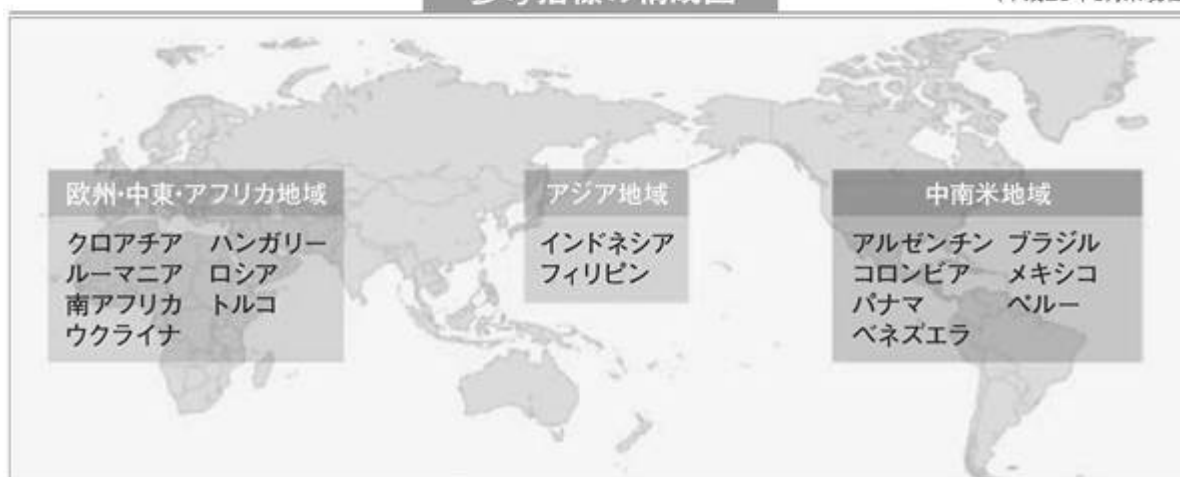 欧州・中東・アフリカ地域
クロアチア ハンガリー
ルーマニア ロシア
南アフリカ トルコ
ウクライナ
アジア地域
インドネシア
フィリピン
中南米地域
アルゼンチン ブラジル
コロンビア メキシコ
パナマ ペルー
ベネズエラ